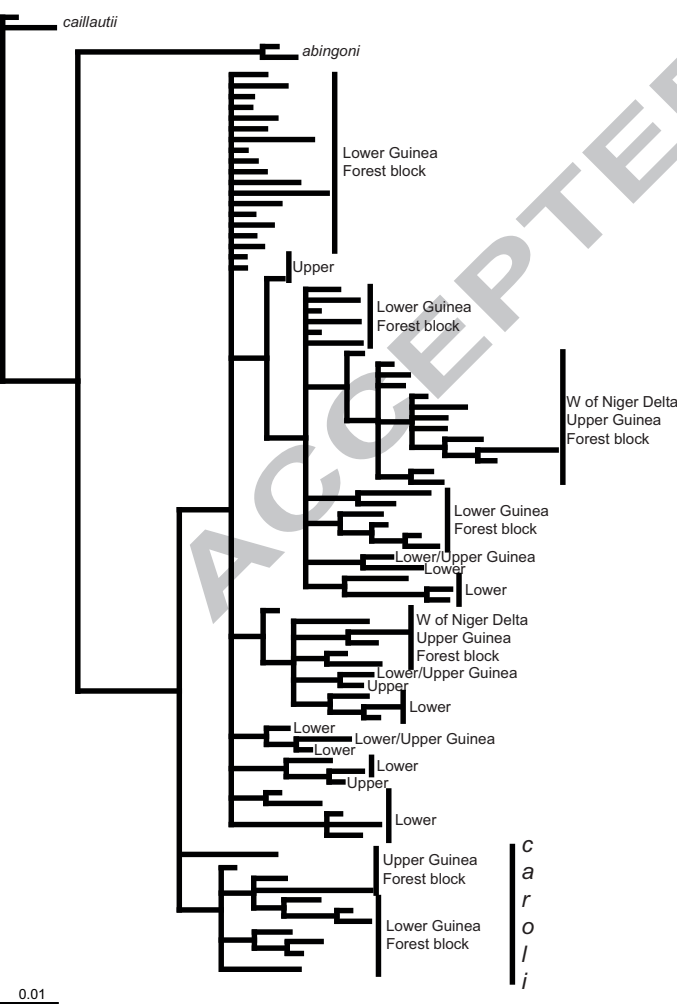 caillautii
abingoni
Lower Guinea
Forest block
Upper
Lower Guinea
Forest block
W of Niger Delta
Upper Guinea
Forest block
Lower Guinea
Forest block
Lower/Upper Guinea
Lower
Lower
W of Niger Delta
Upper Guinea
Forest block
Lower/Upper Guinea
Upper
Lower
Lower
Lower/Upper Guinea
Lower
Lower
Upper
Lower
Upper Guinea
Forest block
Lower Guinea
Forest block
c
a
r
o
l
i
0.01
ACCEPTE